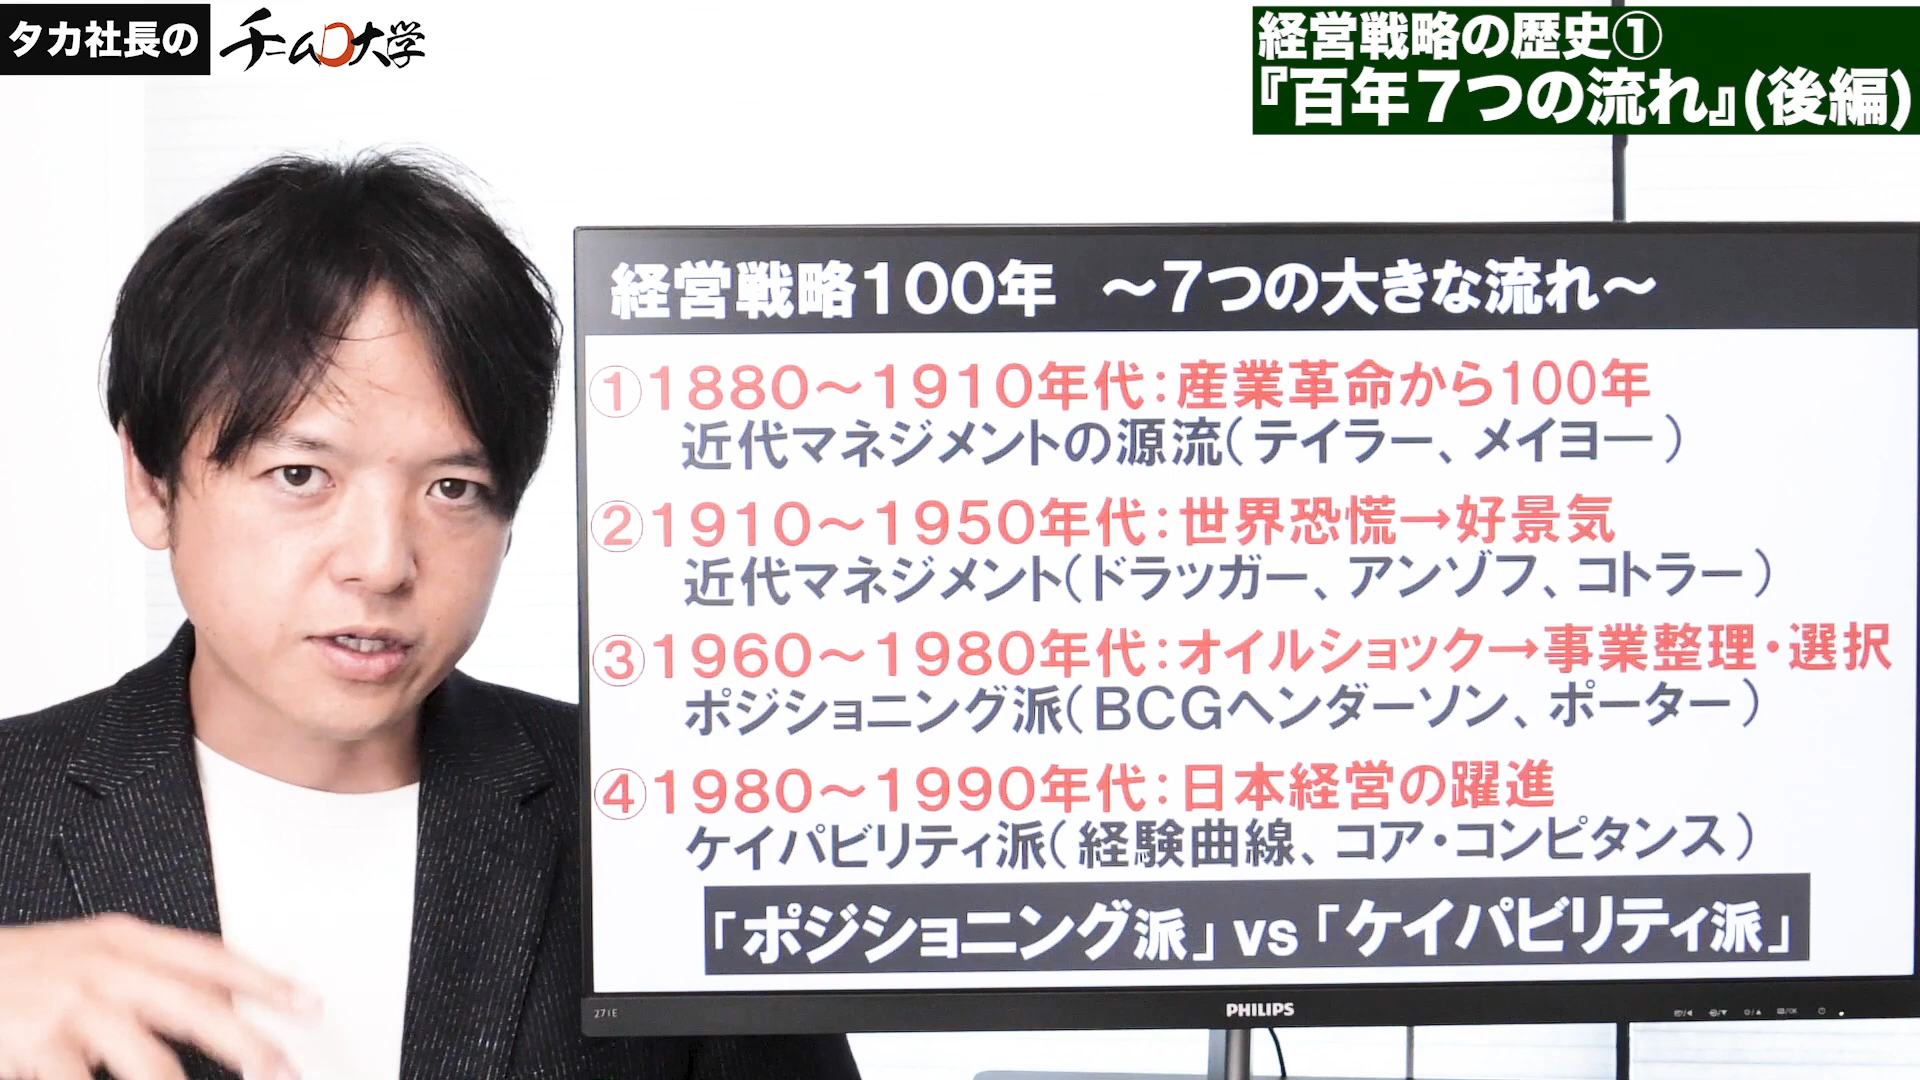 タカ社長の チームO大学
経営戦略の歴史①
『百年7つの流れ』(後編)
経営戦略100年 ～7つの大きな流れ～
①1880～1910年代：産業革命から100年
近代マネジメントの源流（テイラー、メイヨー）
②1910～1950年代：世界恐慌→好景気
近代マネジメント（ドラッガー、アンゾフ、コトラー）
③1960～1980年代：オイルショック→事業整理・選択
ポジショニング派（BCGヘンダーソン、ポーター）
④1980～1990年代：日本経営の躍進
ケイパビリティ派（経験曲線、コア・コンピタンス）
「ポジショニング派」vs「ケイパビリティ派」
271E
PHILIPS